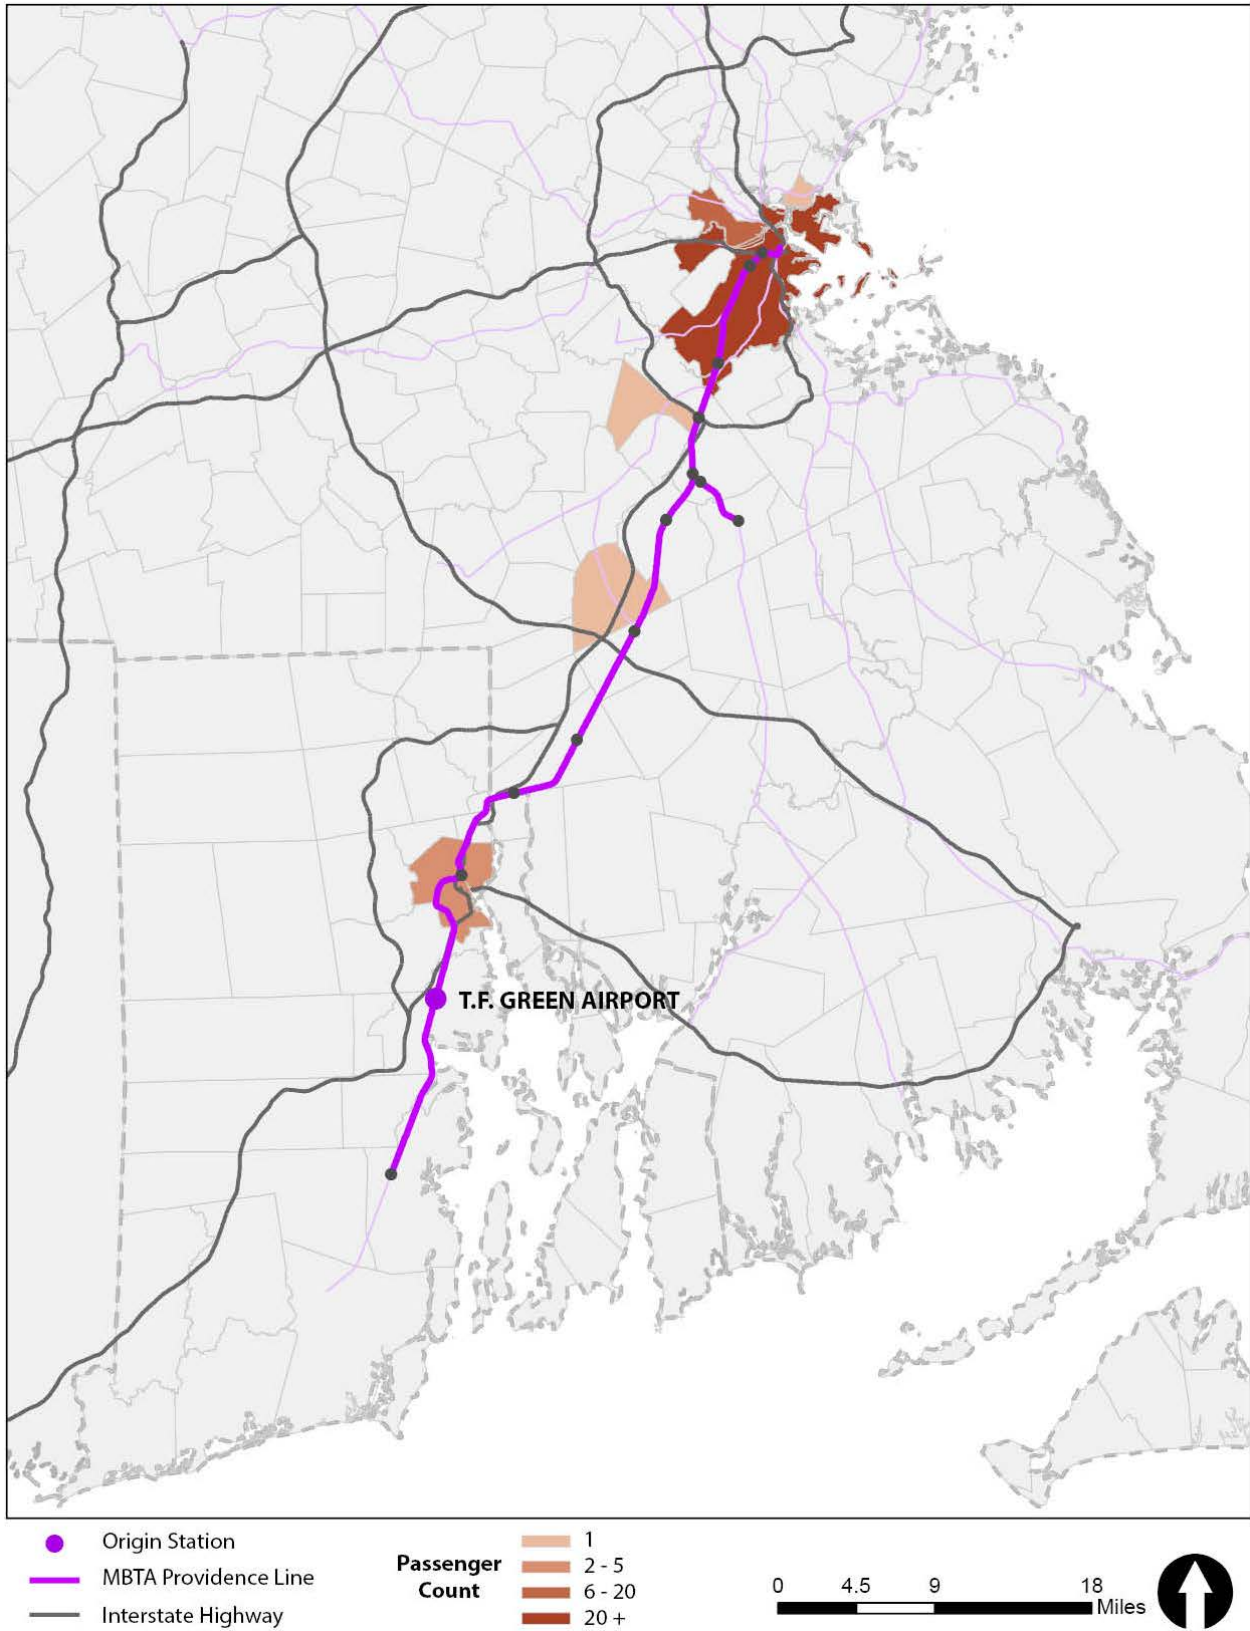 T.F. GREEN AIRPORT
Origin Station
MBTA Providence Line
Interstate Highway
Passenger
Count
1
2 - 5
6 - 20
20 +
0 4.5 9 18
Miles